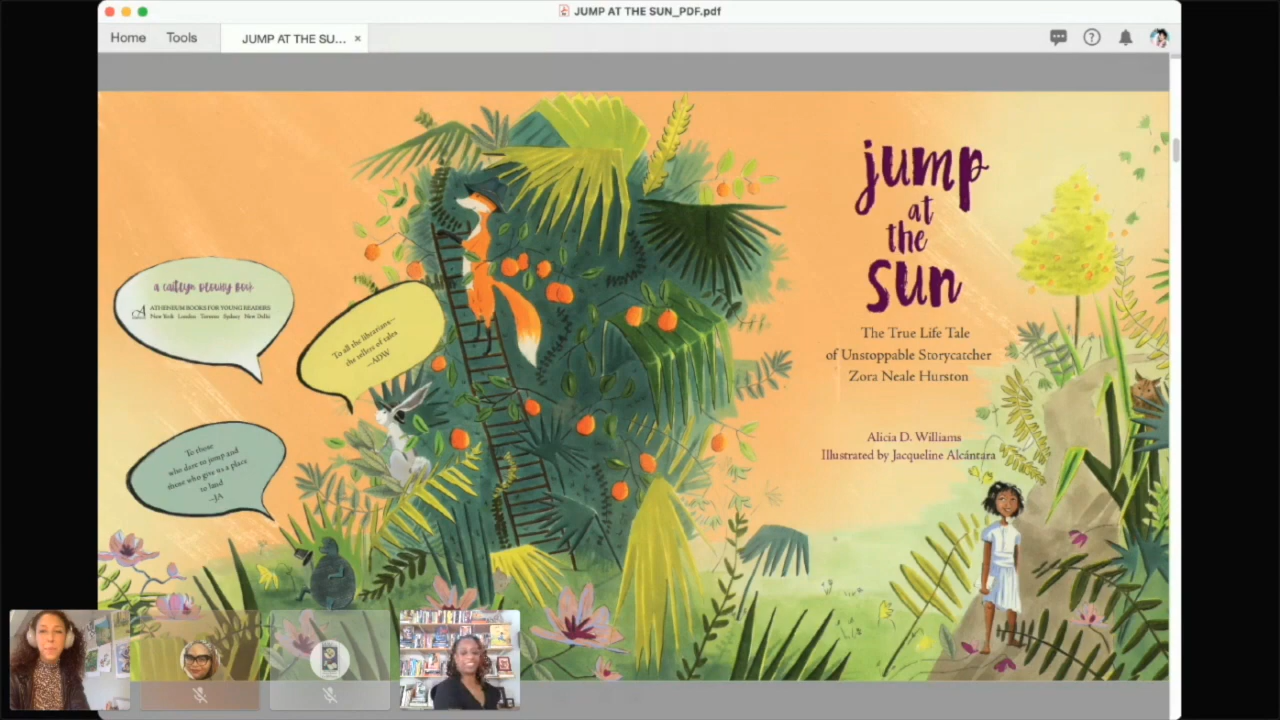 JUMP AT THE SUN_PDF.pdf
Home
Tools
JUMP AT THE SU...
jump
at
the
sun
The True Life Tale
of Unstoppable Storycatcher
Zora Neale Hurston
Alicia D. Williams
Illustrated by Jacqueline Alcántara
a caitlyn dlouhy book
ATHENEUM BOOKS FOR YOUNG READERS
New York London Toronto Sydney New Delhi
To all the librarians—
the tellers of tales
—ADW
To those
who dare to jump and
those who give us a place
to land
—JA